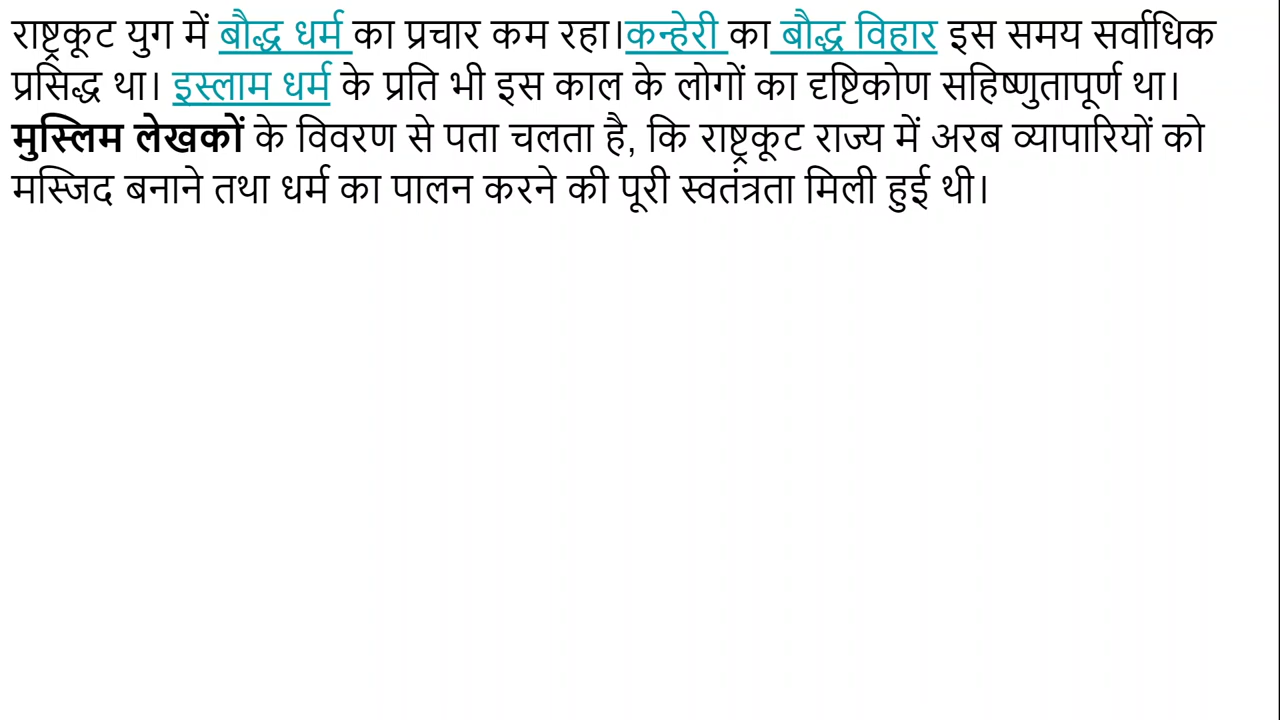 राष्ट्रकूट युग में बौद्ध धर्म का प्रचार कम रहा।कन्हेरी का बौद्ध विहार इस समय सर्वाधिक
प्रसिद्ध था। इस्लाम धर्म के प्रति भी इस काल के लोगों का दृष्टिकोण सहिष्णुतापूर्ण था।
मुस्लिम लेखकों के विवरण से पता चलता है, कि राष्ट्रकूट राज्य में अरब व्यापारियों को
मस्जिद बनाने तथा धर्म का पालन करने की पूरी स्वतंत्रता मिली हुई थी।